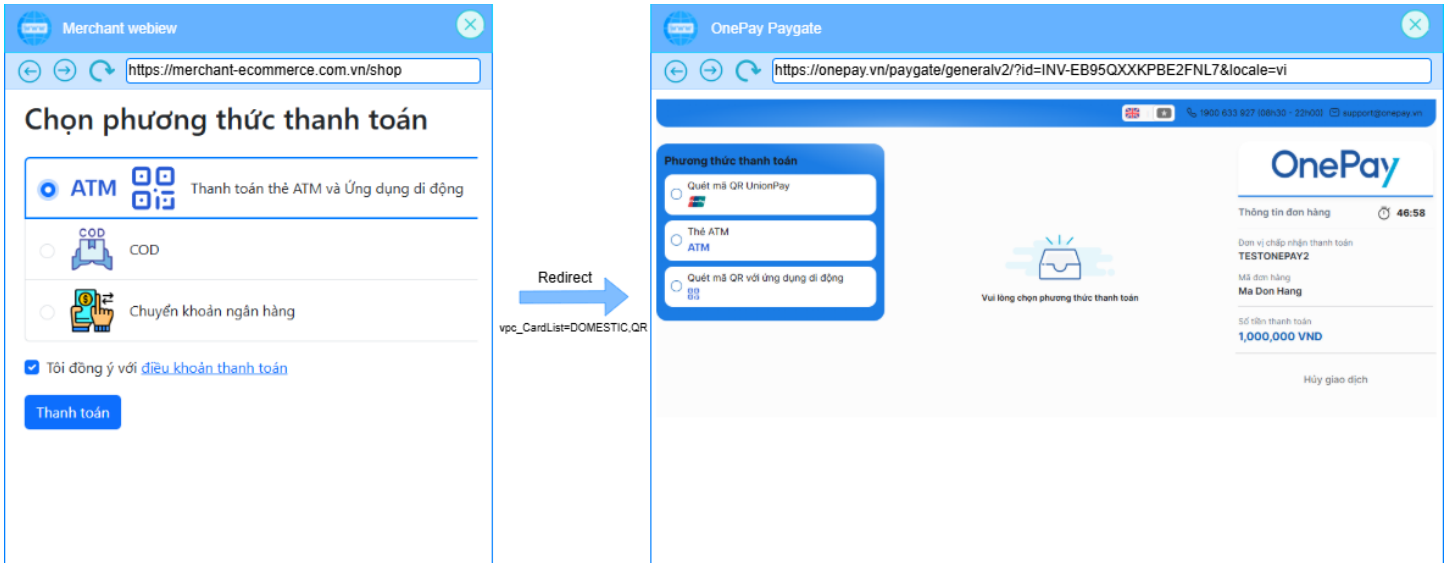 Merchant webiew
https://merchant-ecommerce.com.vn/shop
Chọn phương thức thanh toán
ATM
Thanh toán thẻ ATM và Ứng dụng di động
COD
COD
Chuyển khoản ngân hàng
Tôi đồng ý với điều khoản thanh toán
Thanh toán
Redirect
vpc_CardList=DOMESTIC,QR
OnePay Paygate
https://onepay.vn/paygate/generalv2/?id=INV-EB95QXXKPBE2FNL7&locale=vi
1900 633 927 (08h30 - 22h00) support@onepay.vn
Phương thức thanh toán
Quét mã QR UnionPay
Thẻ ATM
ATM
Quét mã QR với ứng dụng di động
Vui lòng chọn phương thức thanh toán
OnePay
Thông tin đơn hàng 46:58
Đơn vị chấp nhận thanh toán
TESTONEPAY2
Mã đơn hàng
Ma Don Hang
Số tiền thanh toán
1,000,000 VND
Hủy giao dịch